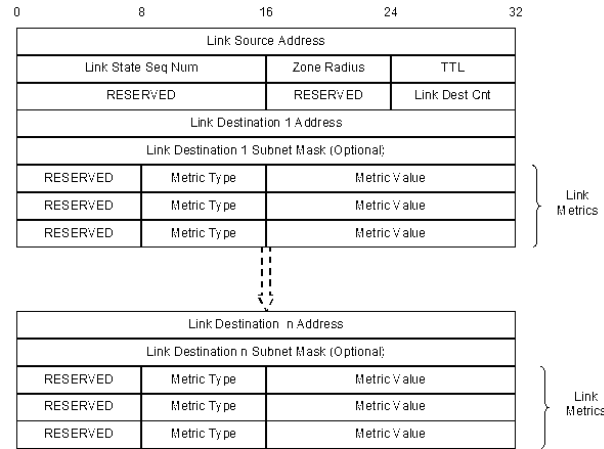 0 8 16 24 32
Link Source Address
Link State Seq Num Zone Radius TTL
RESERVED RESERVED Link Dest Cnt
Link Destination 1 Address
Link Destination 1 Subnet Mask (Optional;
RESERVED Metric Type Metric Value
RESERVED Metric Type Metric Value
RESERVED Metric Type Metric Value
Link
Metrics
Link Destination n Address
Link Destination n Subnet Mask (Optional;
RESERVED Metric Type Metric Value
RESERVED Metric Type Metric Value
RESERVED Metric Type Metric Value
Link
Metrics